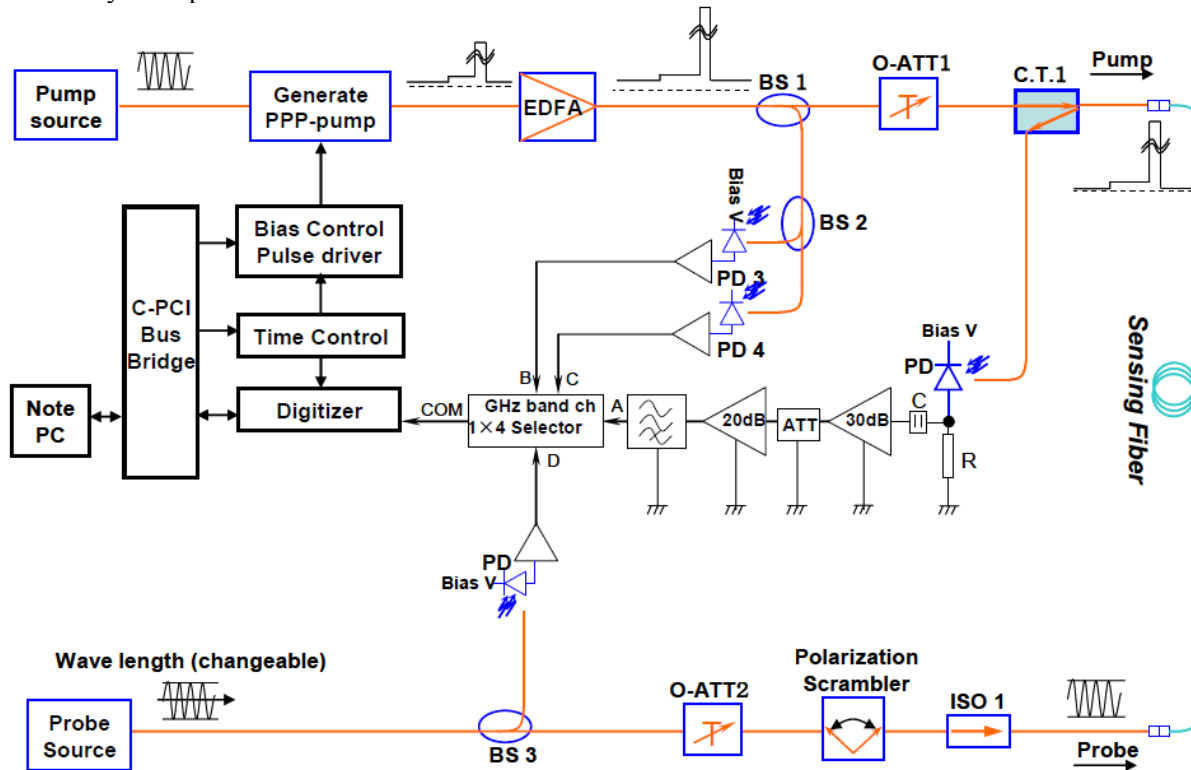 Pump
source
Generate
PPP-pump
EDFA
BS 1
O-ATT1
C.T.1
Pump
Bias V
BS 2
PD 3
PD 4
Bias Control
Pulse driver
C-PCI
Bus
Bridge
Time Control
Note
PC
Digitizer
COM
B
C
GHz band ch
1×4 Selector
A
D
20dB
ATT
30dB
C
Bias V
PD
R
Sensing Fiber
PD
Bias V
Wave length (changeable)
Probe
Source
BS 3
O-ATT2
Polarization
Scrambler
ISO 1
Probe